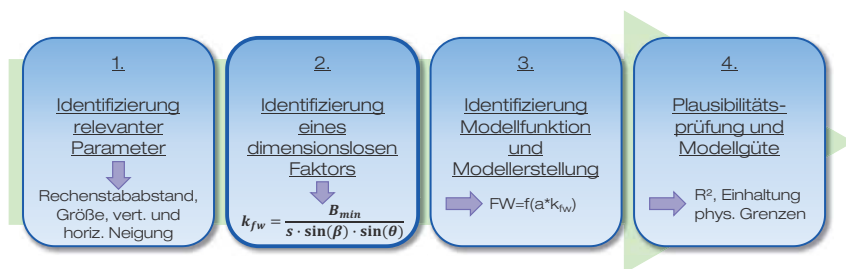 1.
Identifizierung
relevanter
Parameter
Rechenstababstand,
Größe, vert. und
horiz. Neigung
2.
Identifizierung
eines
dimensionslosen
Faktors
k_fw = B_min / (s · sin(β) · sin(θ))
3.
Identifizierung
Modellfunktion
und
Modellerstellung
FW=f(a*k_fw)
4.
Plausibilitäts-
prüfung und
Modellgüte
R², Einhaltung
phys. Grenzen